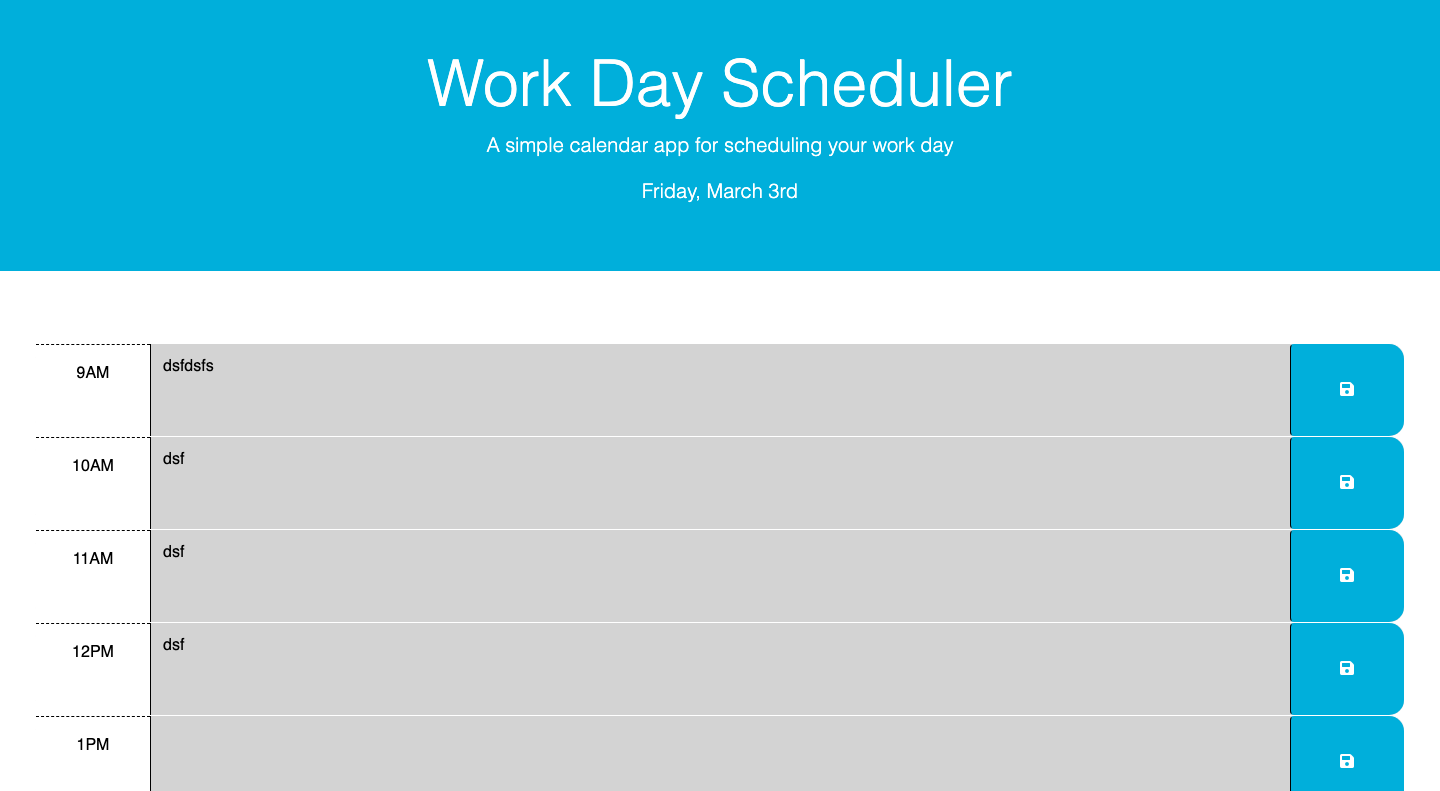 Work Day Scheduler
A simple calendar app for scheduling your work day
Friday, March 3rd
9AM
dsfdsfs
10AM
dsf
11AM
dsf
12PM
dsf
1PM